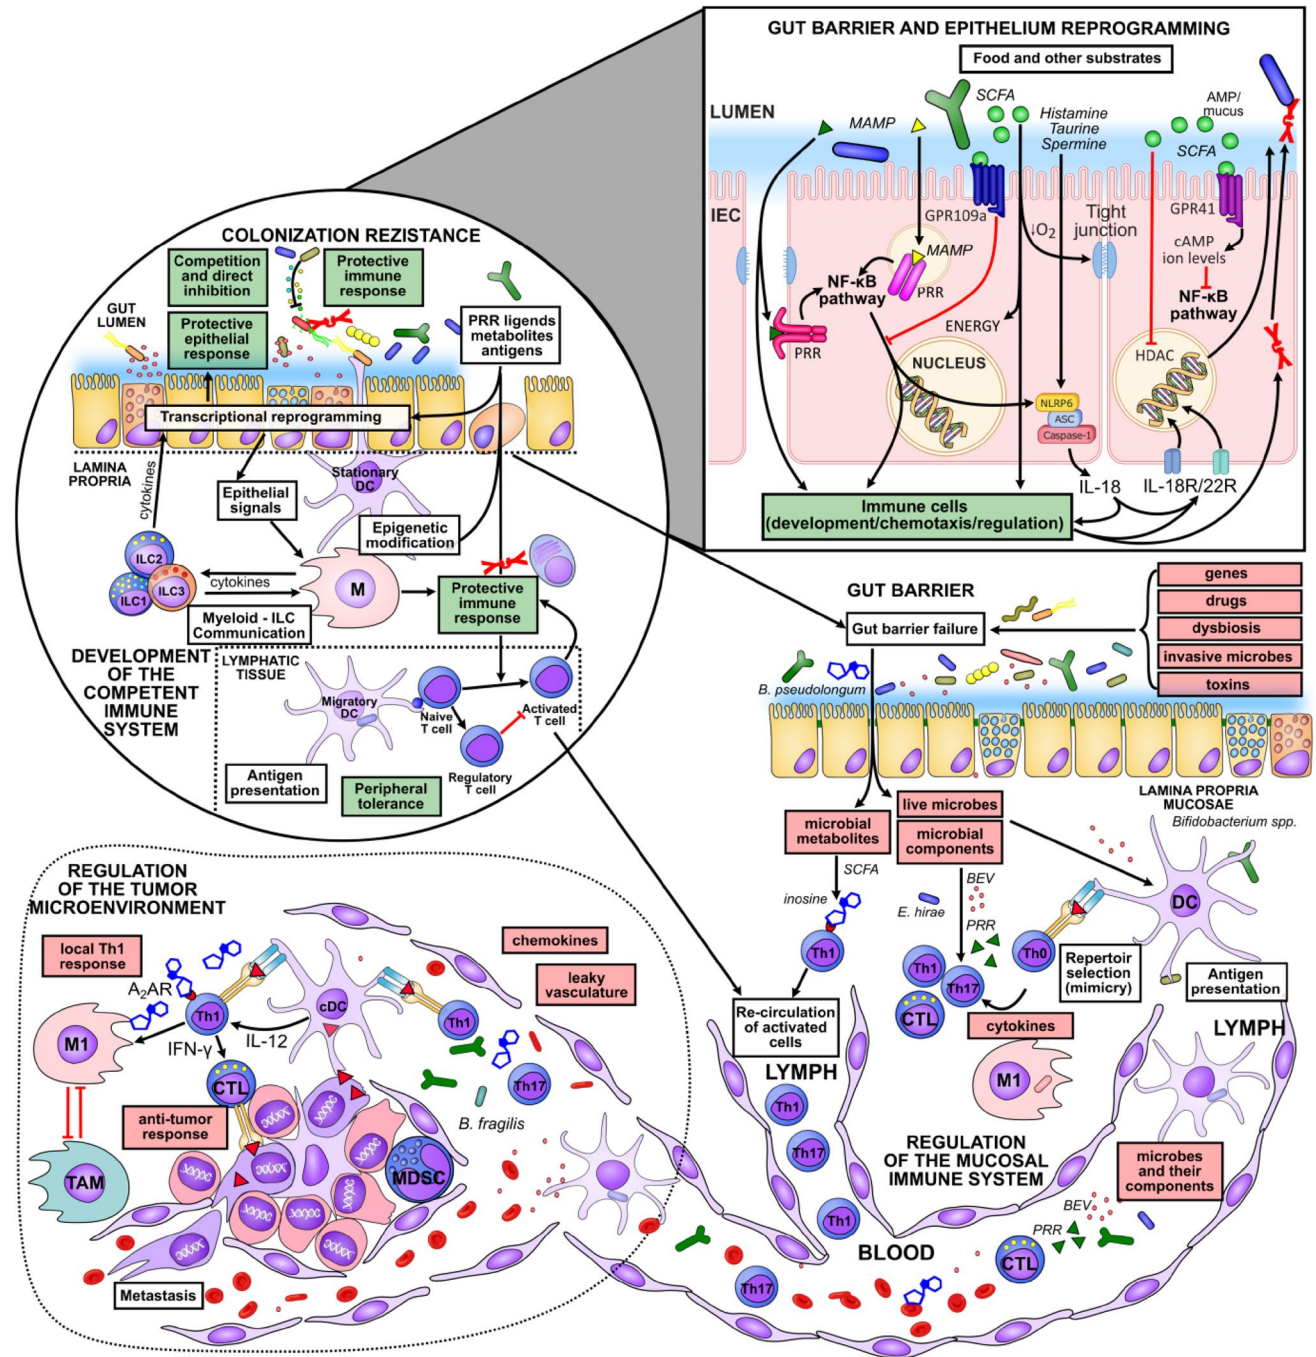 GUT BARRIER AND EPITHELIUM REPROGRAMMING
Food and other substrates
LUMEN
MAMP
SCFA
Histamine
Taurine
Spermine
AMP/
mucus
SCFA
IEC
GPR109a
↓O2
Tight
junction
GPR41
MAMP
cAMP
ion levels
NF-κB
pathway
PRR
NF-κB
pathway
ENERGY
PRR
NUCLEUS
HDAC
NLRP6
ASC
Caspase-1
IL-18
IL-18R/22R
Immune cells
(development/chemotaxis/regulation)
COLONIZATION REZISTANCE
Competition
and direct
inhibition
Protective
immune
response
GUT
LUMEN
Protective
epithelial
response
PRR ligands
metabolites
antigens
Transcriptional reprogramming
LAMINA
PROPRIA
cytokines
Stationary
DC
Epithelial
signals
Epigenetic
modification
ILC2
ILC1
ILC3
cytokines
M
Protective
immune
response
Myeloid - ILC
Communication
DEVELOPMENT
OF THE
COMPETENT
IMMUNE
SYSTEM
LYMPHATIC
TISSUE
Migratory
DC
Naive
T cell
Activated
T cell
Regulatory
T cell
Antigen
presentation
Peripheral
tolerance
GUT BARRIER
Gut barrier failure
genes
drugs
dysbiosis
invasive microbes
toxins
B. pseudolongum
LAMINA PROPRIA
MUCOSAE
Bifidobacterium spp.
microbial
metabolites
live microbes
microbial
components
SCFA
inosine
BEV
E. hirae
PRR
DC
Th1
Th1
Th17
CTL
Th0
Repertoir
selection
(mimicry)
Antigen
presentation
Re-circulation
of activated
cells
cytokines
LYMPH
LYMPH
M1
Th1
Th17
Th1
REGULATION
OF THE MUCOSAL
IMMUNE SYSTEM
microbes
and their
components
BEV
PRR
BLOOD
CTL
Th17
REGULATION
OF THE TUMOR
MICROENVIRONMENT
local Th1
response
chemokines
leaky
vasculature
A2AR
Th1
cDC
Th1
M1
IFN-γ
IL-12
CTL
Th17
anti-tumor
response
B. fragilis
TAM
MDSC
Metastasis